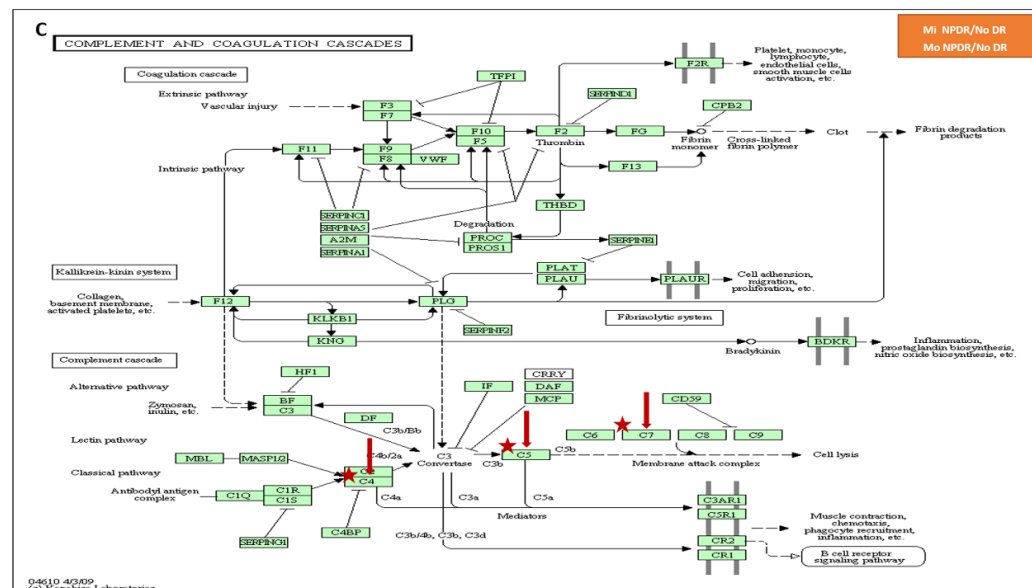 C
COMPLEMENT AND COAGULATION CASCADES
Mi NPDR/No DR
Mo NPDR/No DR
Coagulation cascade
Extrinsic pathway
Vascular injury
F3
F7
TFPI
F10
F5
SERPIND1
F2
Thrombin
F2R
Platelet, monocyte,
lymphocyte,
endothelial cells,
smooth muscle cells
activation, etc.
CPB2
FG
Fibrin
monomer
Cross-linked
fibrin polymer
Clot
Fibrin degradation
products
F11
F9
F8
VWF
Intrinsic pathway
F13
SERPINC1
SERPINA5
A2M
SERPINA1
THBD
Degradation
PROC
PROS1
SERPINE1
Kallikrein-kinin system
PLAT
PLAU
PLAUR
Cell adhension,
migration,
proliferation, etc.
Collagen,
basement membrane,
activated platelets, etc.
F12
PLG
KLKB1
SERPINF2
Fibrinolytic system
KNG
Bradykinin
BDKR
Inflammation,
prostaglandin biosynthesis,
nitric oxide biosynthesis, etc.
Complement cascade
HF1
Alternative pathway
Zymosan,
inulin, etc.
BF
C3
DF
C3b/Bb
IF
CRRY
DAF
MCP
CD59
C6
C7
C8
C9
Lectin pathway
C4b/2a
C3
Convertase
C3b
C5
C5b
Membrane attack complex
Cell lysis
Classical pathway
MBL
MASP1/2
C2
C4
Antibodyl antigen
complex
C1Q
C1R
C1S
C4a
C3a
C5a
Mediators
C3AR1
C5R1
Muscle contraction,
chemotaxis,
phagocyte recruitment,
inflammation, etc.
SERPING1
C4BP
C3b/4b, C3b, C3d
CR2
CR1
B cell receptor
signaling pathway
04610 4/3/09
(c) Kanehisa Laboratories